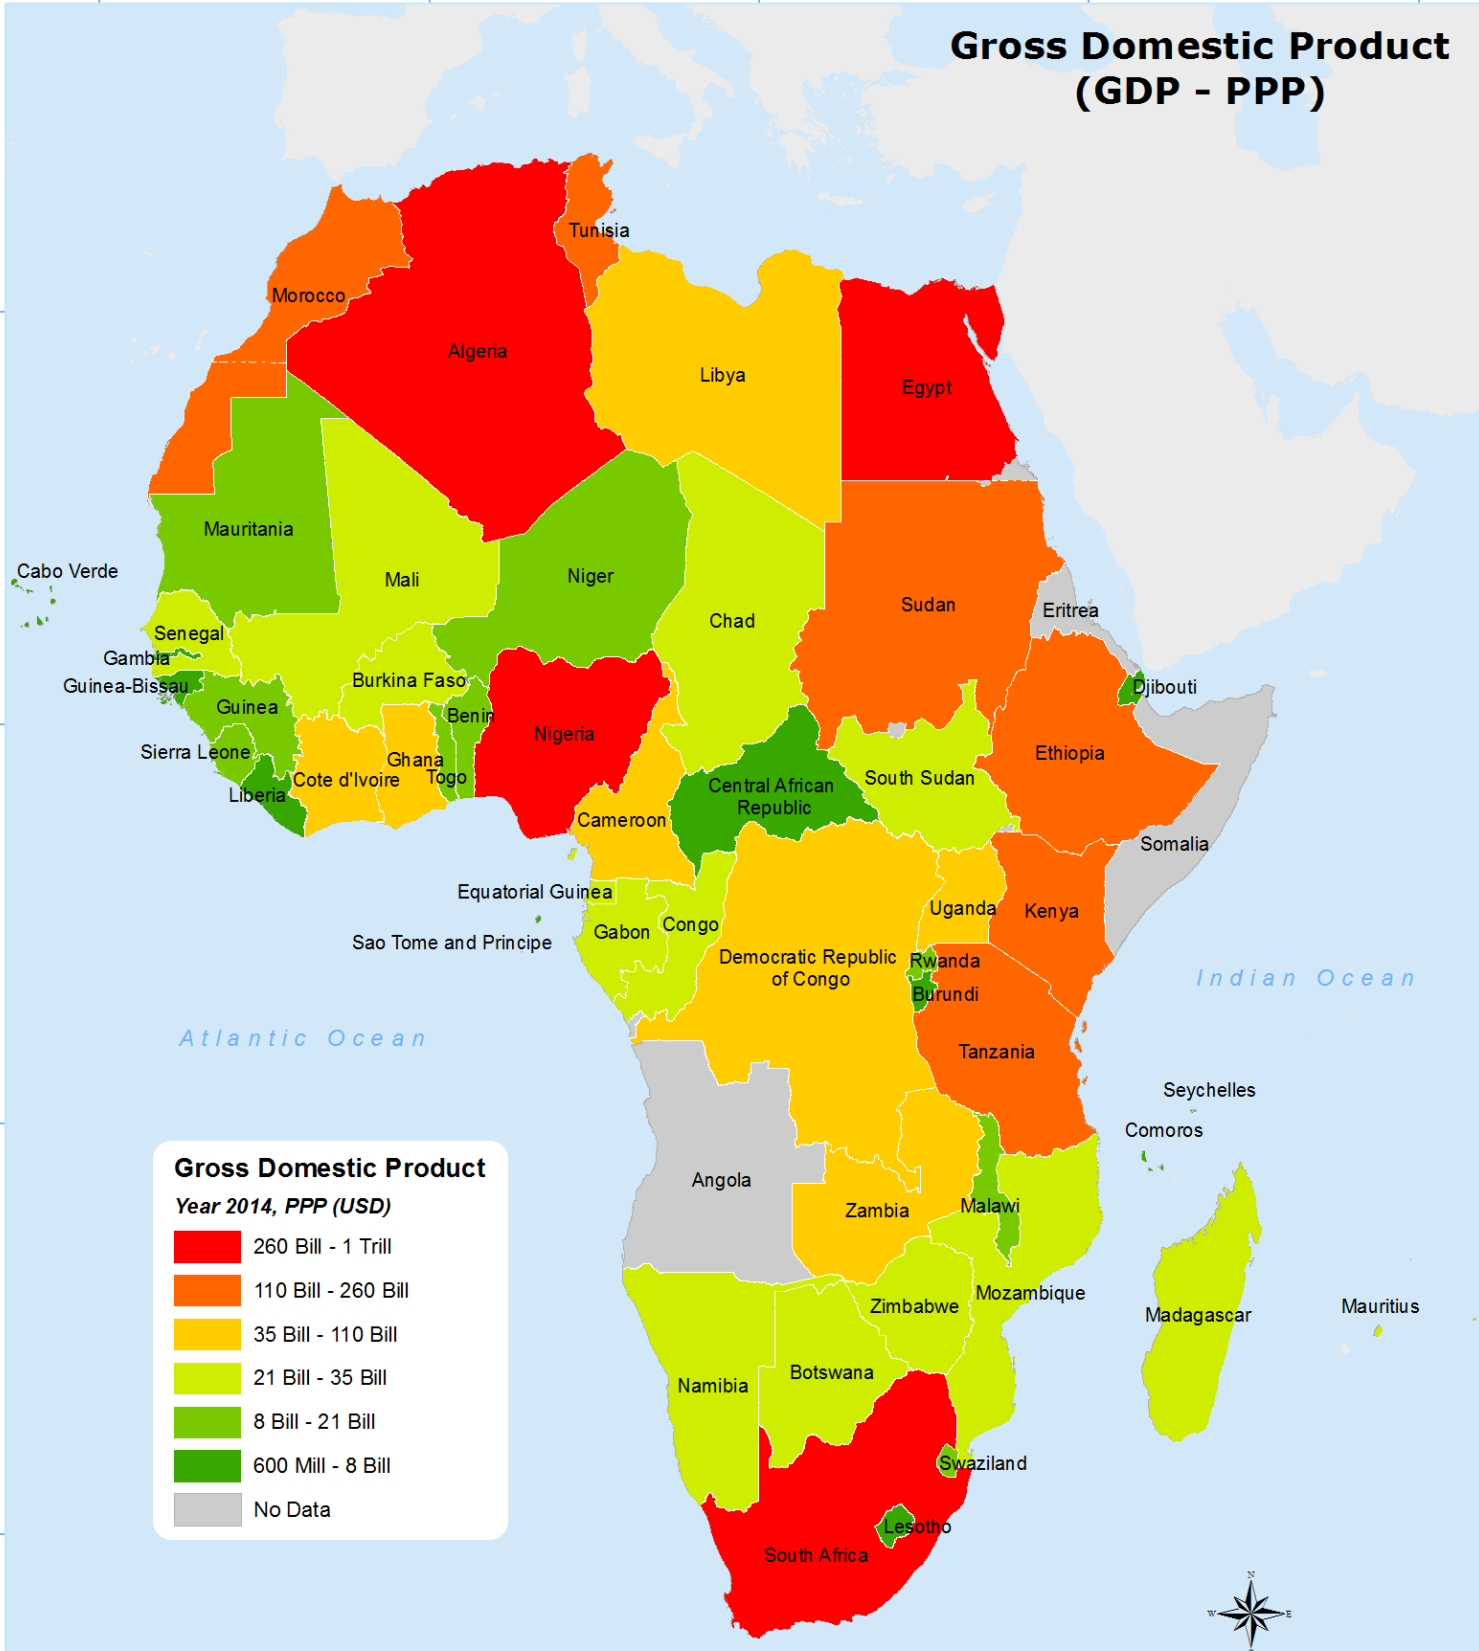 Gross Domestic Product
(GDP - PPP)
Tunisia
Morocco
Algeria
Libya
Egypt
Mauritania
Cabo Verde
Mali
Niger
Chad
Sudan
Eritrea
Senegal
Gambia
Guinea-Bissau
Burkina Faso
Djibouti
Guinea
Benin
Nigeria
Ethiopia
Sierra Leone
Ghana
Cote d'Ivoire
Togo
Liberia
South Sudan
Central African
Republic
Cameroon
Somalia
Equatorial Guinea
Uganda
Kenya
Gabon
Congo
Sao Tome and Principe
Democratic Republic
of Congo
Rwanda
Burundi
Indian Ocean
Atlantic Ocean
Tanzania
Seychelles
Comoros
Angola
Malawi
Zambia
Mozambique
Zimbabwe
Madagascar
Mauritius
Botswana
Namibia
Swaziland
Lesotho
South Africa
Gross Domestic Product
Year 2014, PPP (USD)
260 Bill - 1 Trill
110 Bill - 260 Bill
35 Bill - 110 Bill
21 Bill - 35 Bill
8 Bill - 21 Bill
600 Mill - 8 Bill
No Data
N
W
E